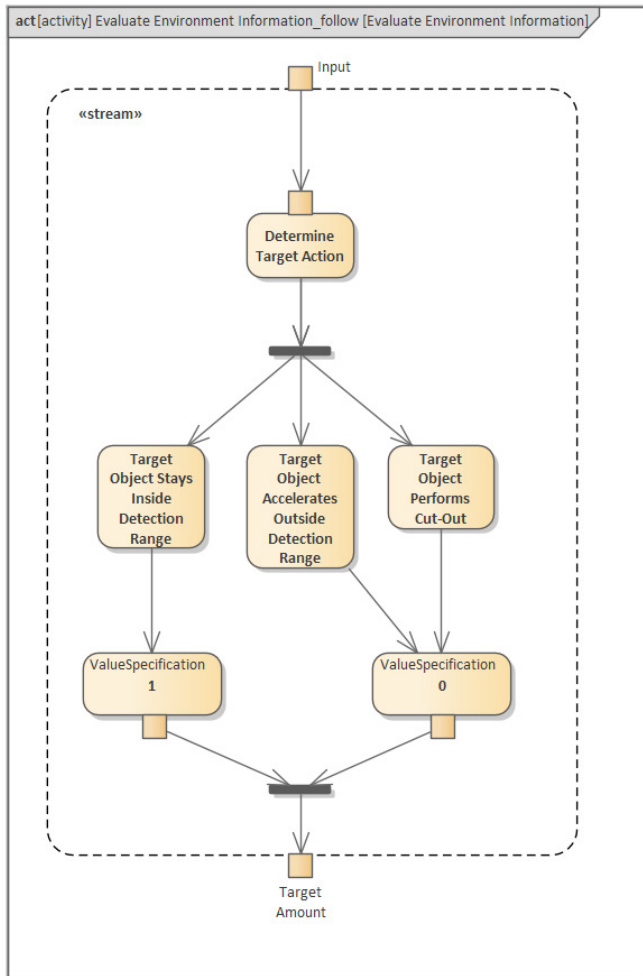 act [activity] Evaluate Environment Information_follow [Evaluate Environment Information]
Input
«stream»
Determine
Target Action
Target
Object Stays
Inside
Detection
Range
Target
Object
Accelerates
Outside
Detection
Range
Target
Object
Performs
Cut-Out
ValueSpecification
1
ValueSpecification
0
Target
Amount